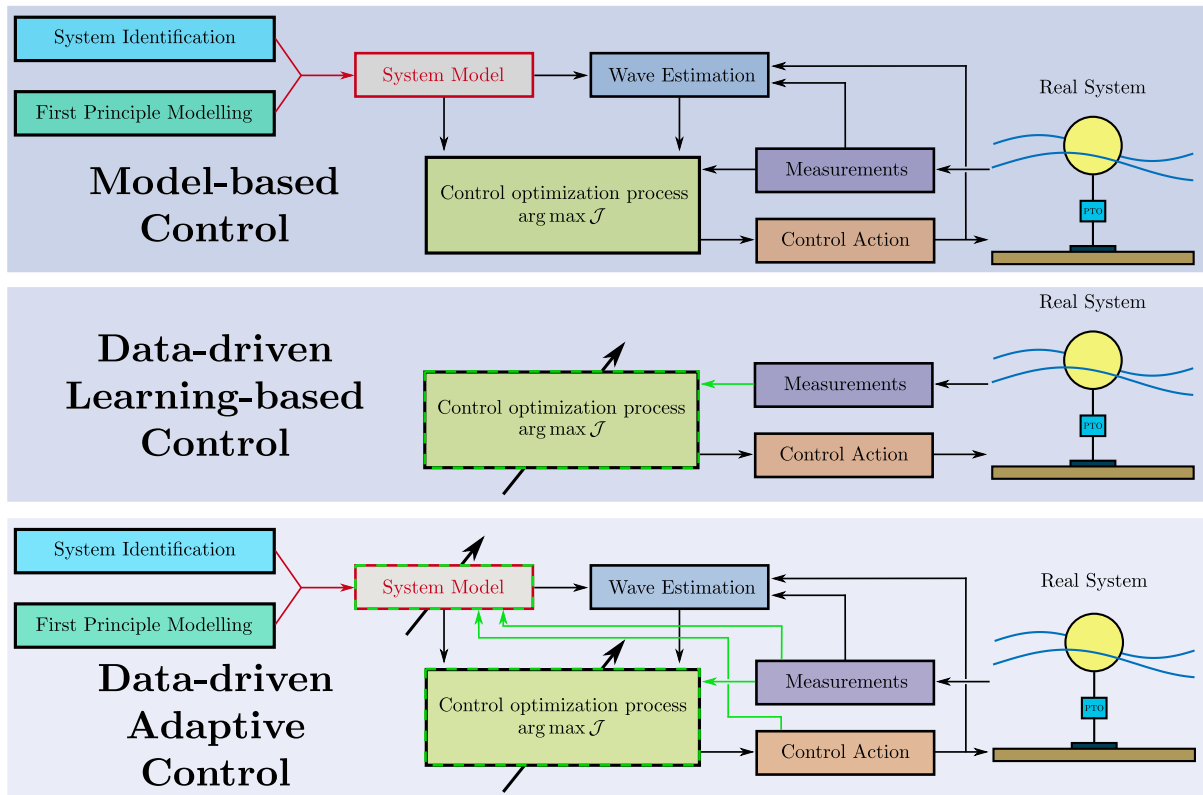 System Identification
First Principle Modelling
System Model
Wave Estimation
Real System
Model-based
Control
Control optimization process
arg max 𝒥
Measurements
Control Action
PTO
Data-driven
Learning-based
Control
Control optimization process
arg max 𝒥
Measurements
Control Action
Real System
PTO
System Identification
First Principle Modelling
System Model
Wave Estimation
Real System
Data-driven
Adaptive
Control
Control optimization process
arg max 𝒥
Measurements
Control Action
PTO